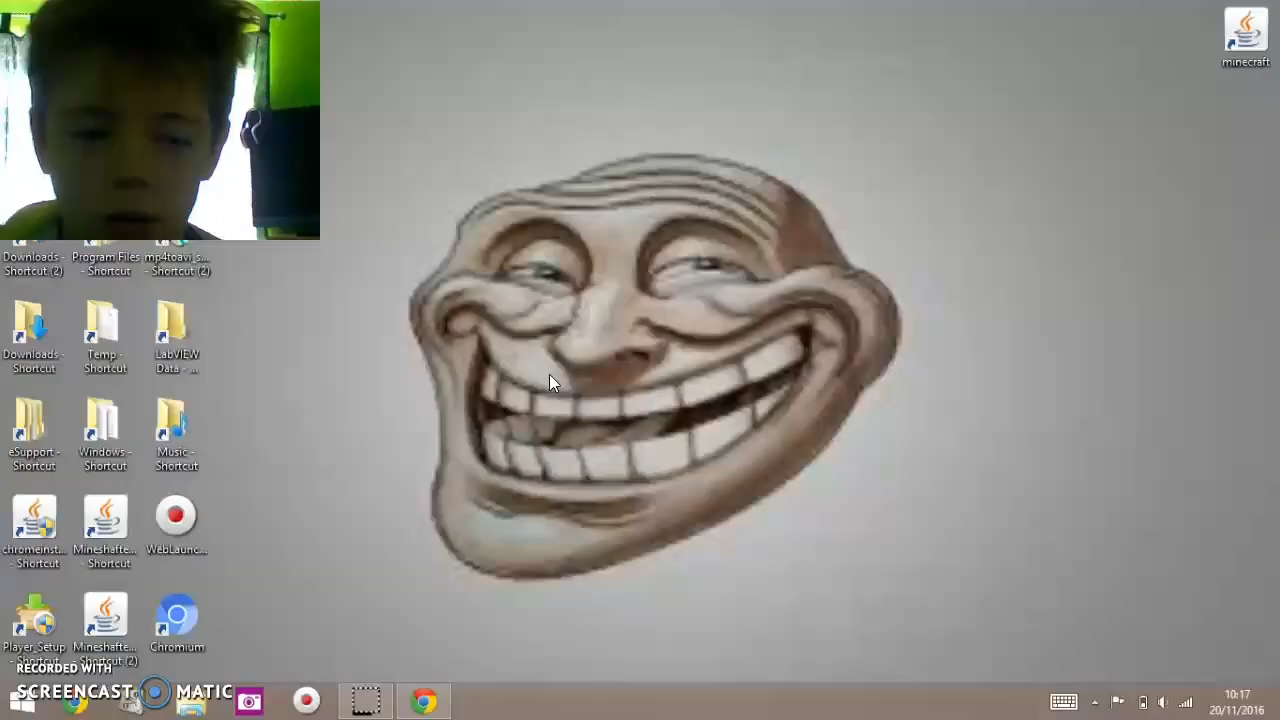 minecraft
Downloads - Program Files mp4toavi_s...
Shortcut (2) - Shortcut - Shortcut (2)
Downloads - Temp - LabVIEW
Shortcut Shortcut Data - ...
eSupport - Windows - Music -
Shortcut Shortcut Shortcut
chromeinst... Mineshafte... WebLaunc...
- Shortcut - Shortcut
Player_Setup Mineshafte... Chromium
- Shortcut - Shortcut (2)
RECORDED WITH
SCREENCAST MATIC
10:17
20/11/2016